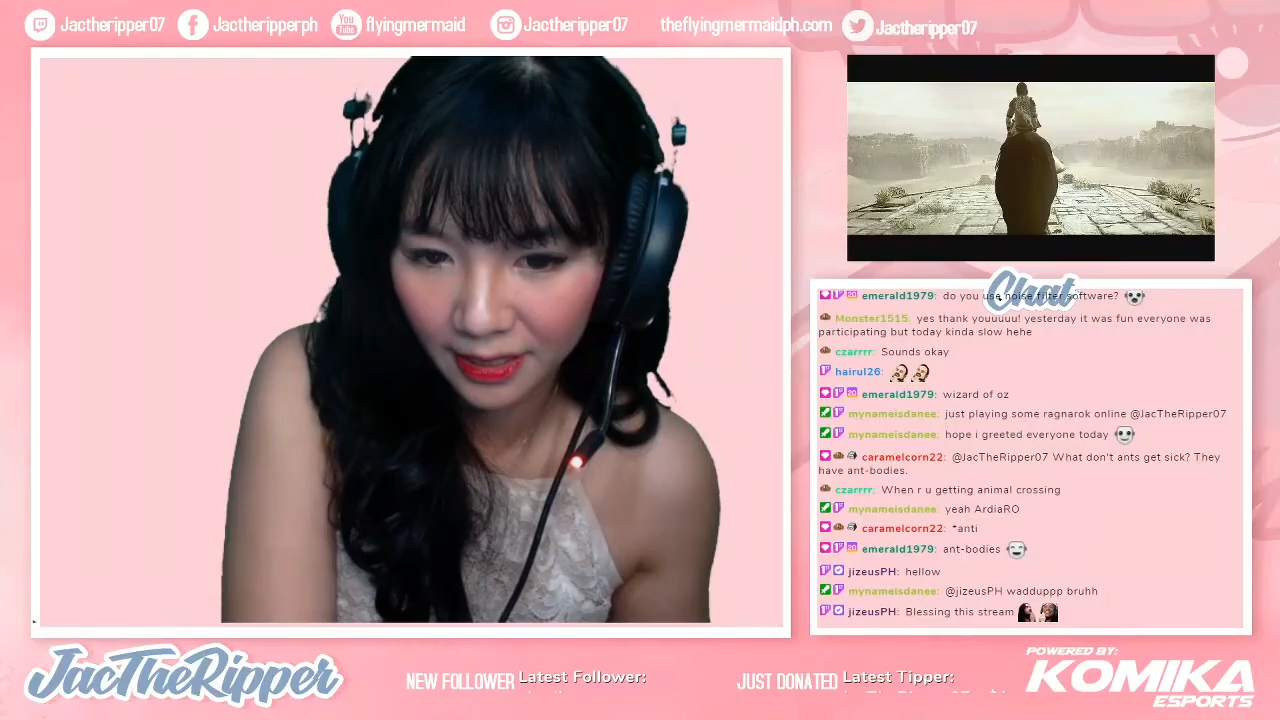 Jactheripper07
Jactheripperph
You Tube
flyingmermaid
Jactheripper07
theflyingmermaidph.com
Jactheripper07
Chat
emerald1979: do you use noise filter software?
Monster1515: yes thank youuuuu! yesterday it was fun everyone was
participating but today kinda slow hehe
czarrrr: Sounds okay
hairul26:
emerald1979: wizard of oz
mynameisdanee: just playing some ragnarok online @JacTheRipper07
mynameisdanee: hope i greeted everyone today
caramelcorn22: @JacTheRipper07 What don't ants get sick? They
have ant-bodies.
czarrrr: When r u getting animal crossing
mynameisdanee: yeah ArdiaRO
caramelcorn22: *anti
emerald1979: ant-bodies
jizeusPH: hellow
mynameisdanee: @jizeusPH wadduppp bruhh
jizeusPH: Blessing this stream
JacTheRipper
NEW FOLLOWER Latest Follower:
JUST DONATED Latest Tipper:
POWERED BY:
KOMIKA
ESPORTS